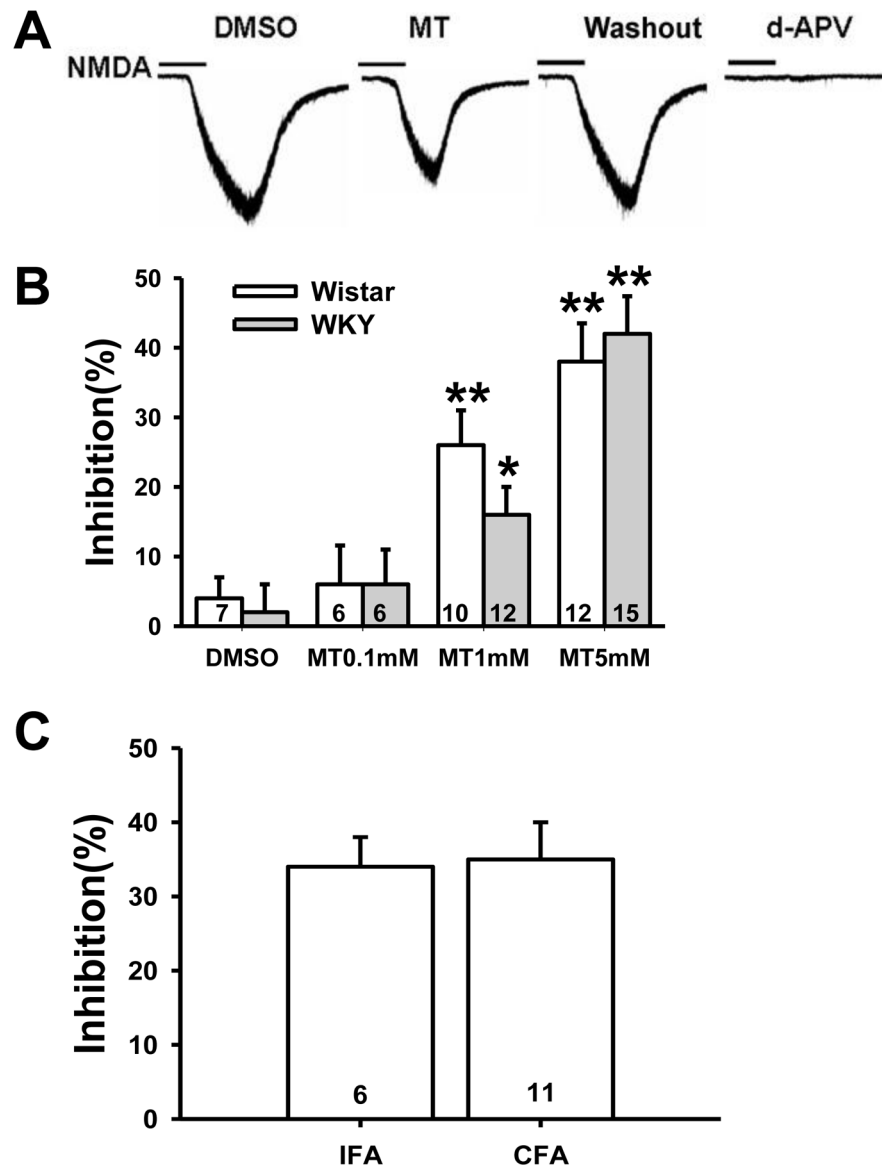 A
DMSO MT Washout d-APV
NMDA
B
Wistar
WKY
** **
**
*
50
40
30
20
10
0
Inhibition(%)
7 6 6 10 12 12 15
DMSO MT0.1mM MT1mM MT5mM
C
50
40
30
20
10
0
Inhibition(%)
6 11
IFA CFA